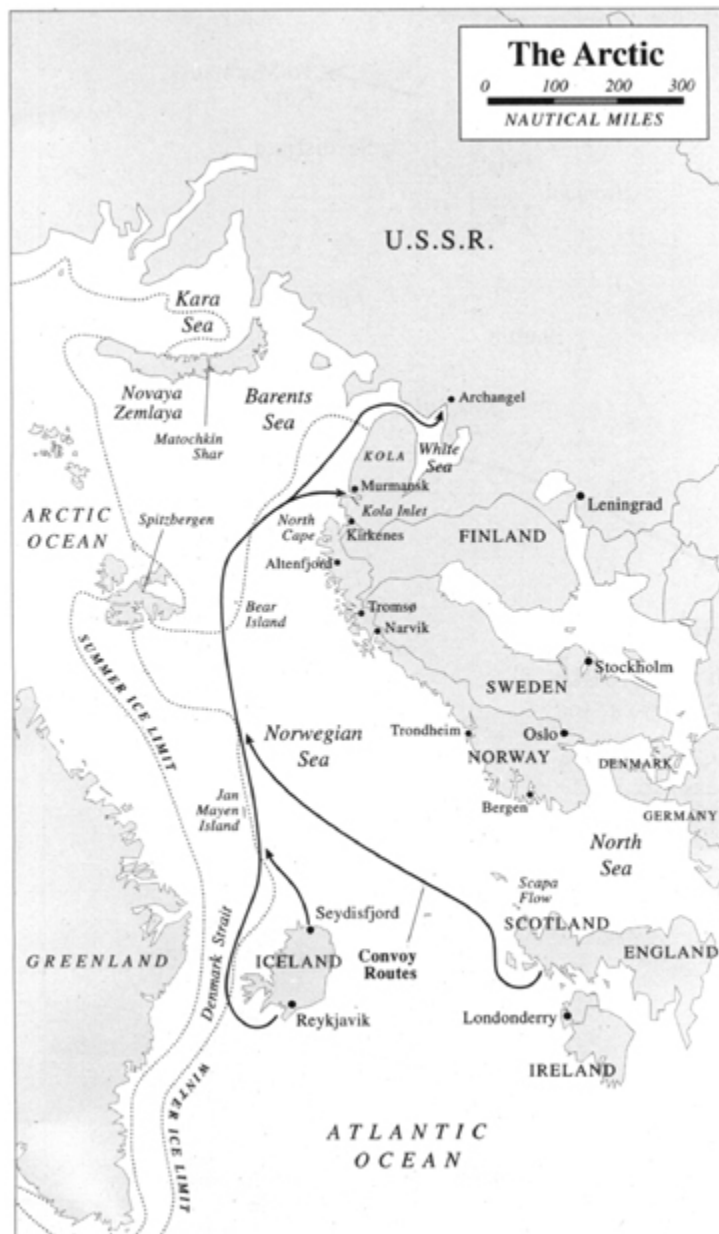 The Arctic
0 100 200 300
NAUTICAL MILES
U.S.S.R.
Kara
Sea
Novaya
Zemlaya
Barents
Sea
Matochkin
Shar
Archangel
White
Sea
KOLA
Murmansk
Kola Inlet
Leningrad
ARCTIC
OCEAN
Spitzbergen
North
Cape
Kirkenes
FINLAND
Altenfjord
Bear
Island
Tromsø
Narvik
SUMMER ICE LIMIT
Stockholm
SWEDEN
Norwegian
Sea
Trondheim
Oslo
NORWAY
DENMARK
Jan
Mayen
Island
Bergen
GERMANY
North
Sea
Scapa
Flow
Seydisfjord
SCOTLAND
ENGLAND
GREENLAND
Denmark Strait
ICELAND
Convoy
Routes
Reykjavik
Londonderry
IRELAND
WINTER ICE LIMIT
ATLANTIC
OCEAN